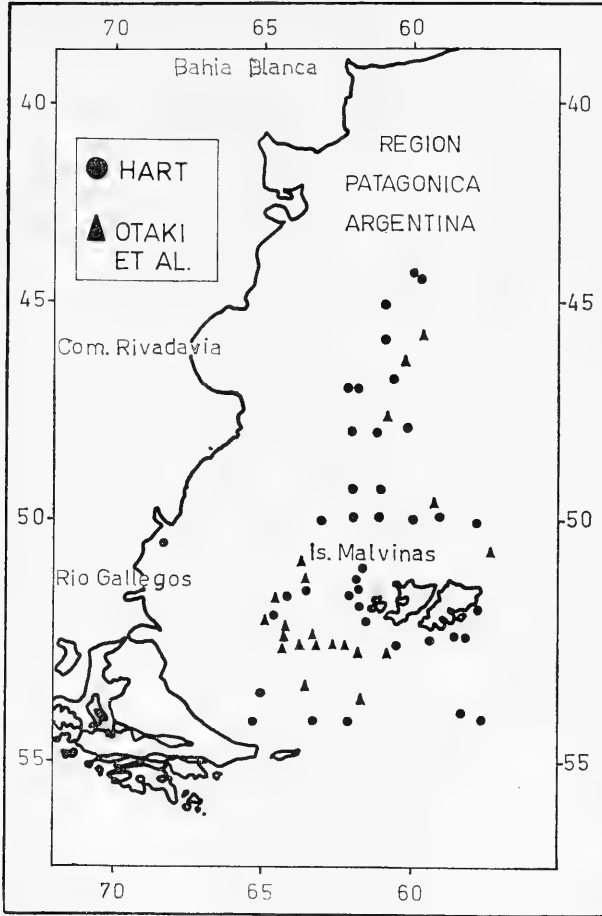 70 65 60
Bahia Blanca
40 40
HART
OTAKI
ET AL.
REGION
PATAGONICA
ARGENTINA
45 45
Com. Rivadavia
50 50
Is. Malvinas
Rio Gallegos
55 55
70 65 60